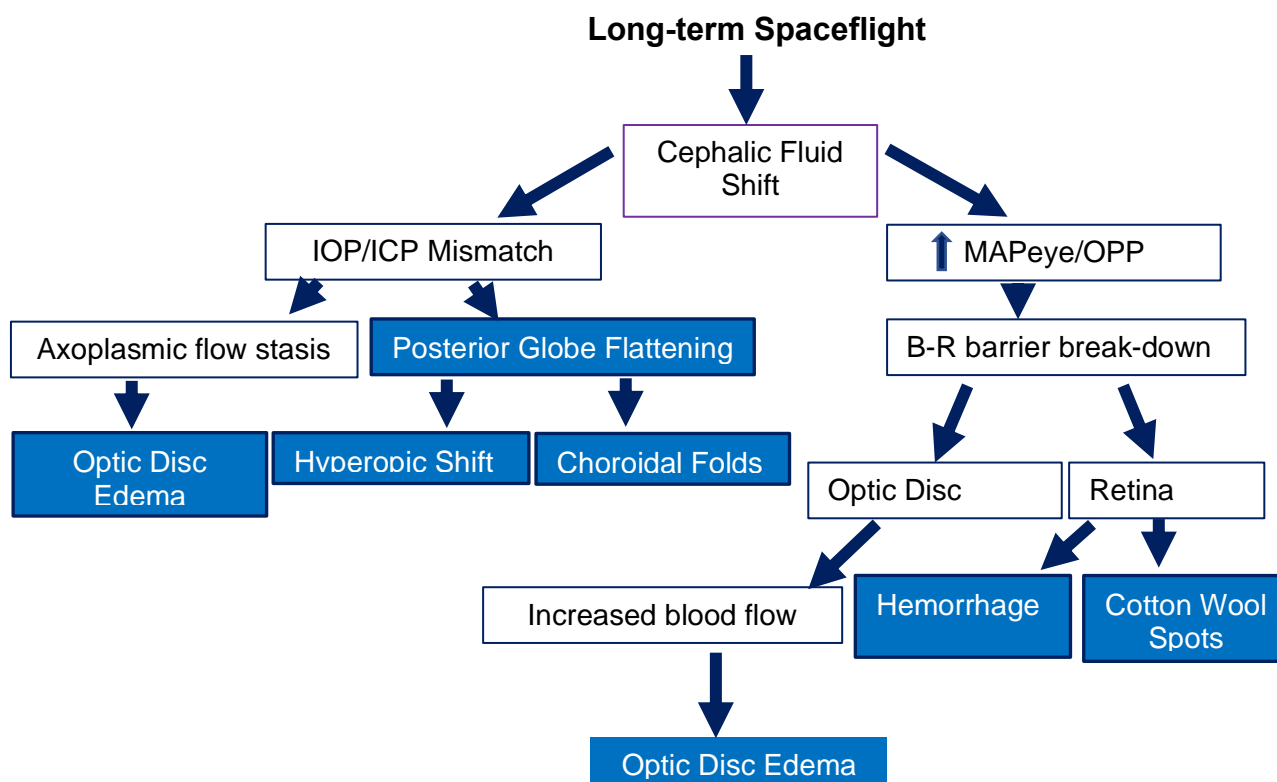 Long-term Spaceflight
Cephalic Fluid
Shift
IOP/ICP Mismatch
MAPeye/OPP
Axoplasmic flow stasis
Posterior Globe Flattening
B-R barrier break-down
Optic Disc
Edema
Hyperopic Shift
Choroidal Folds
Optic Disc
Retina
Increased blood flow
Hemorrhage
Cotton Wool
Spots
Optic Disc Edema